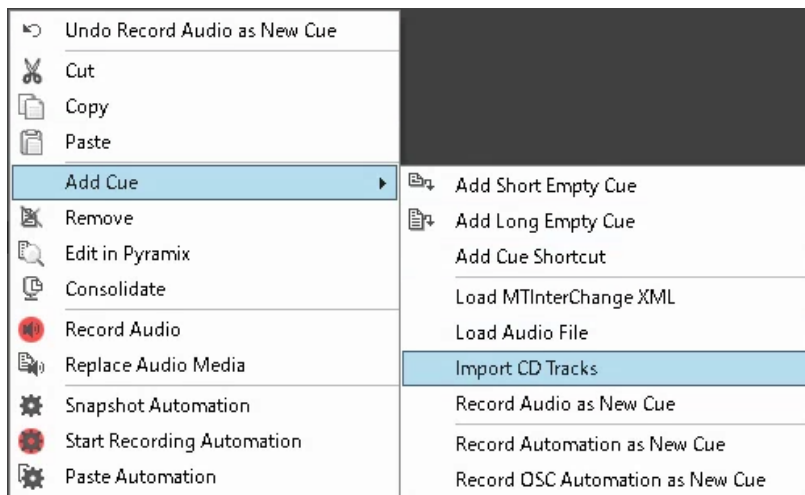 Undo Record Audio as New Cue
Cut
Copy
Paste
Add Cue
Remove
Edit in Pyramix
Consolidate
Record Audio
Replace Audio Media
Snapshot Automation
Start Recording Automation
Paste Automation
Add Short Empty Cue
Add Long Empty Cue
Add Cue Shortcut
Load MTInterChange XML
Load Audio File
Import CD Tracks
Record Audio as New Cue
Record Automation as New Cue
Record OSC Automation as New Cue